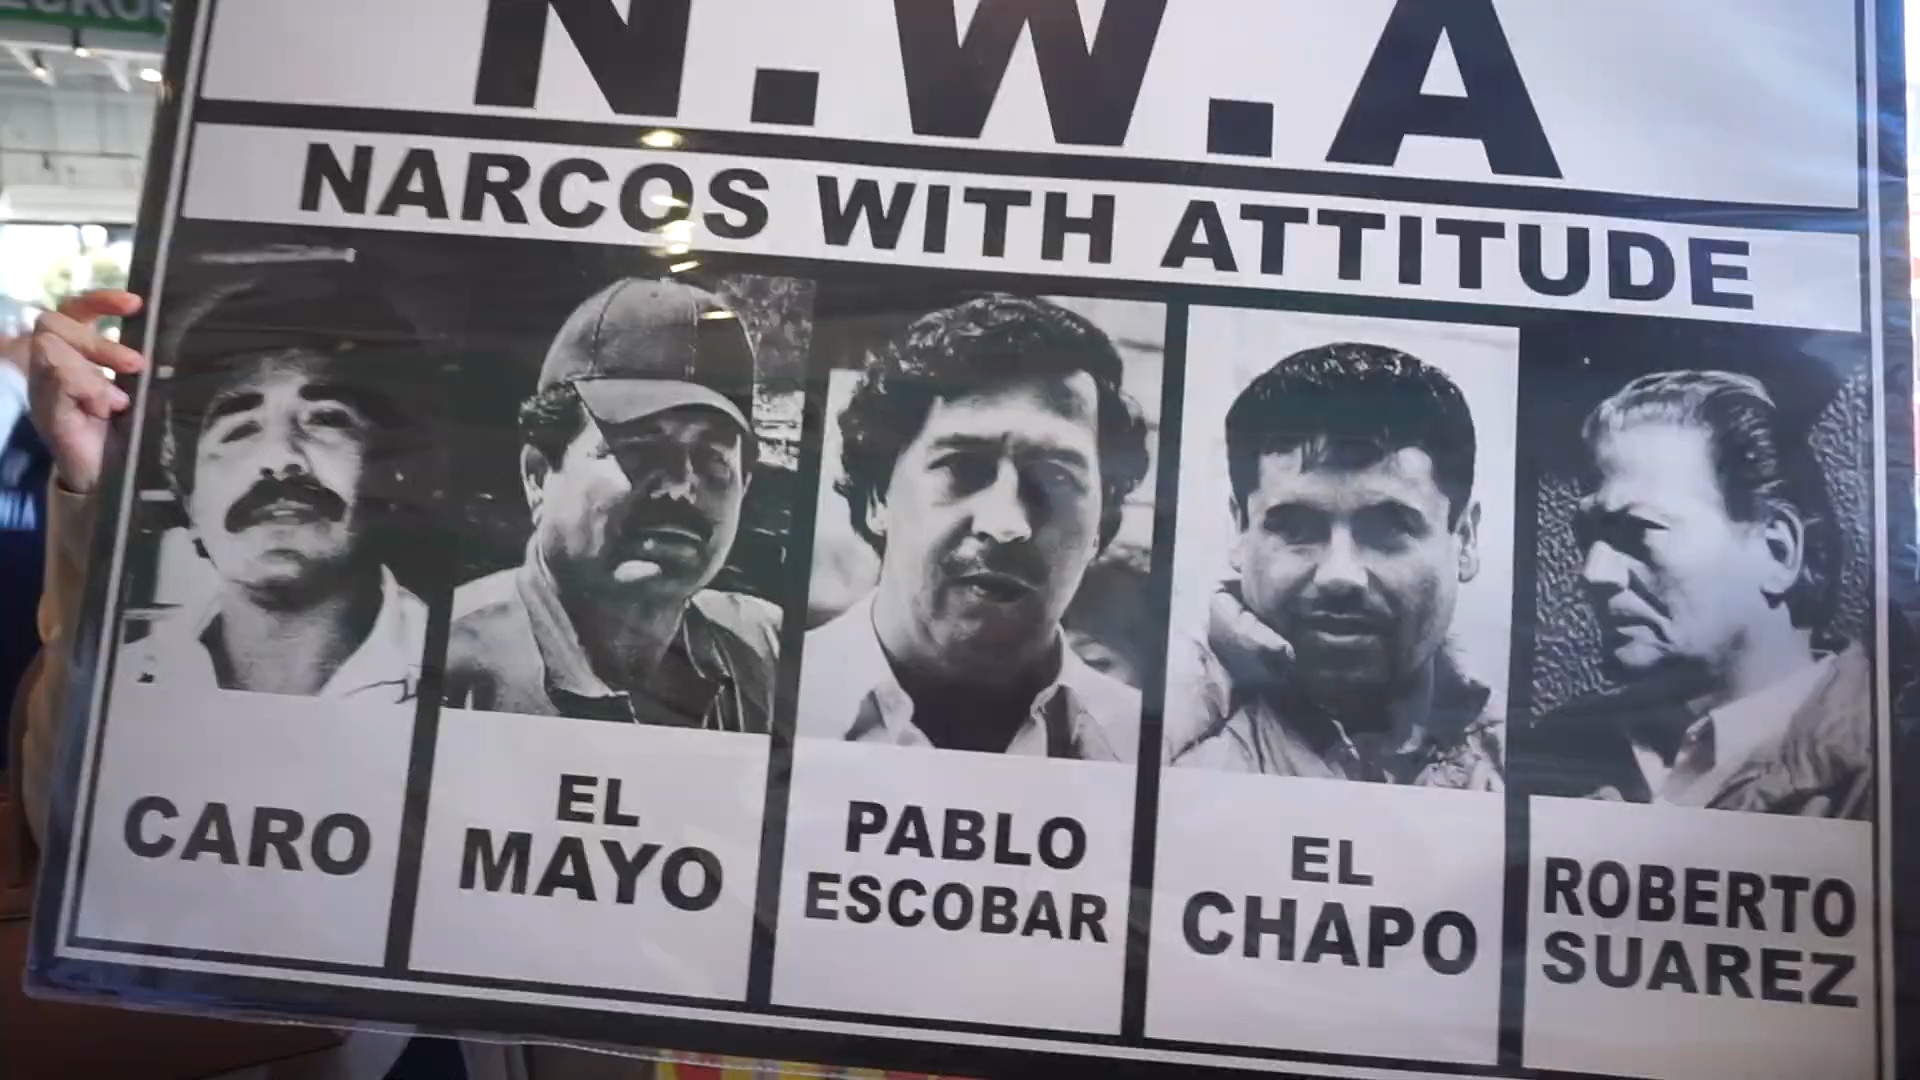 N.W.A
NARCOS WITH ATTITUDE
CARO
EL
MAYO
PABLO
ESCOBAR
EL
CHAPO
ROBERTO
SUAREZ